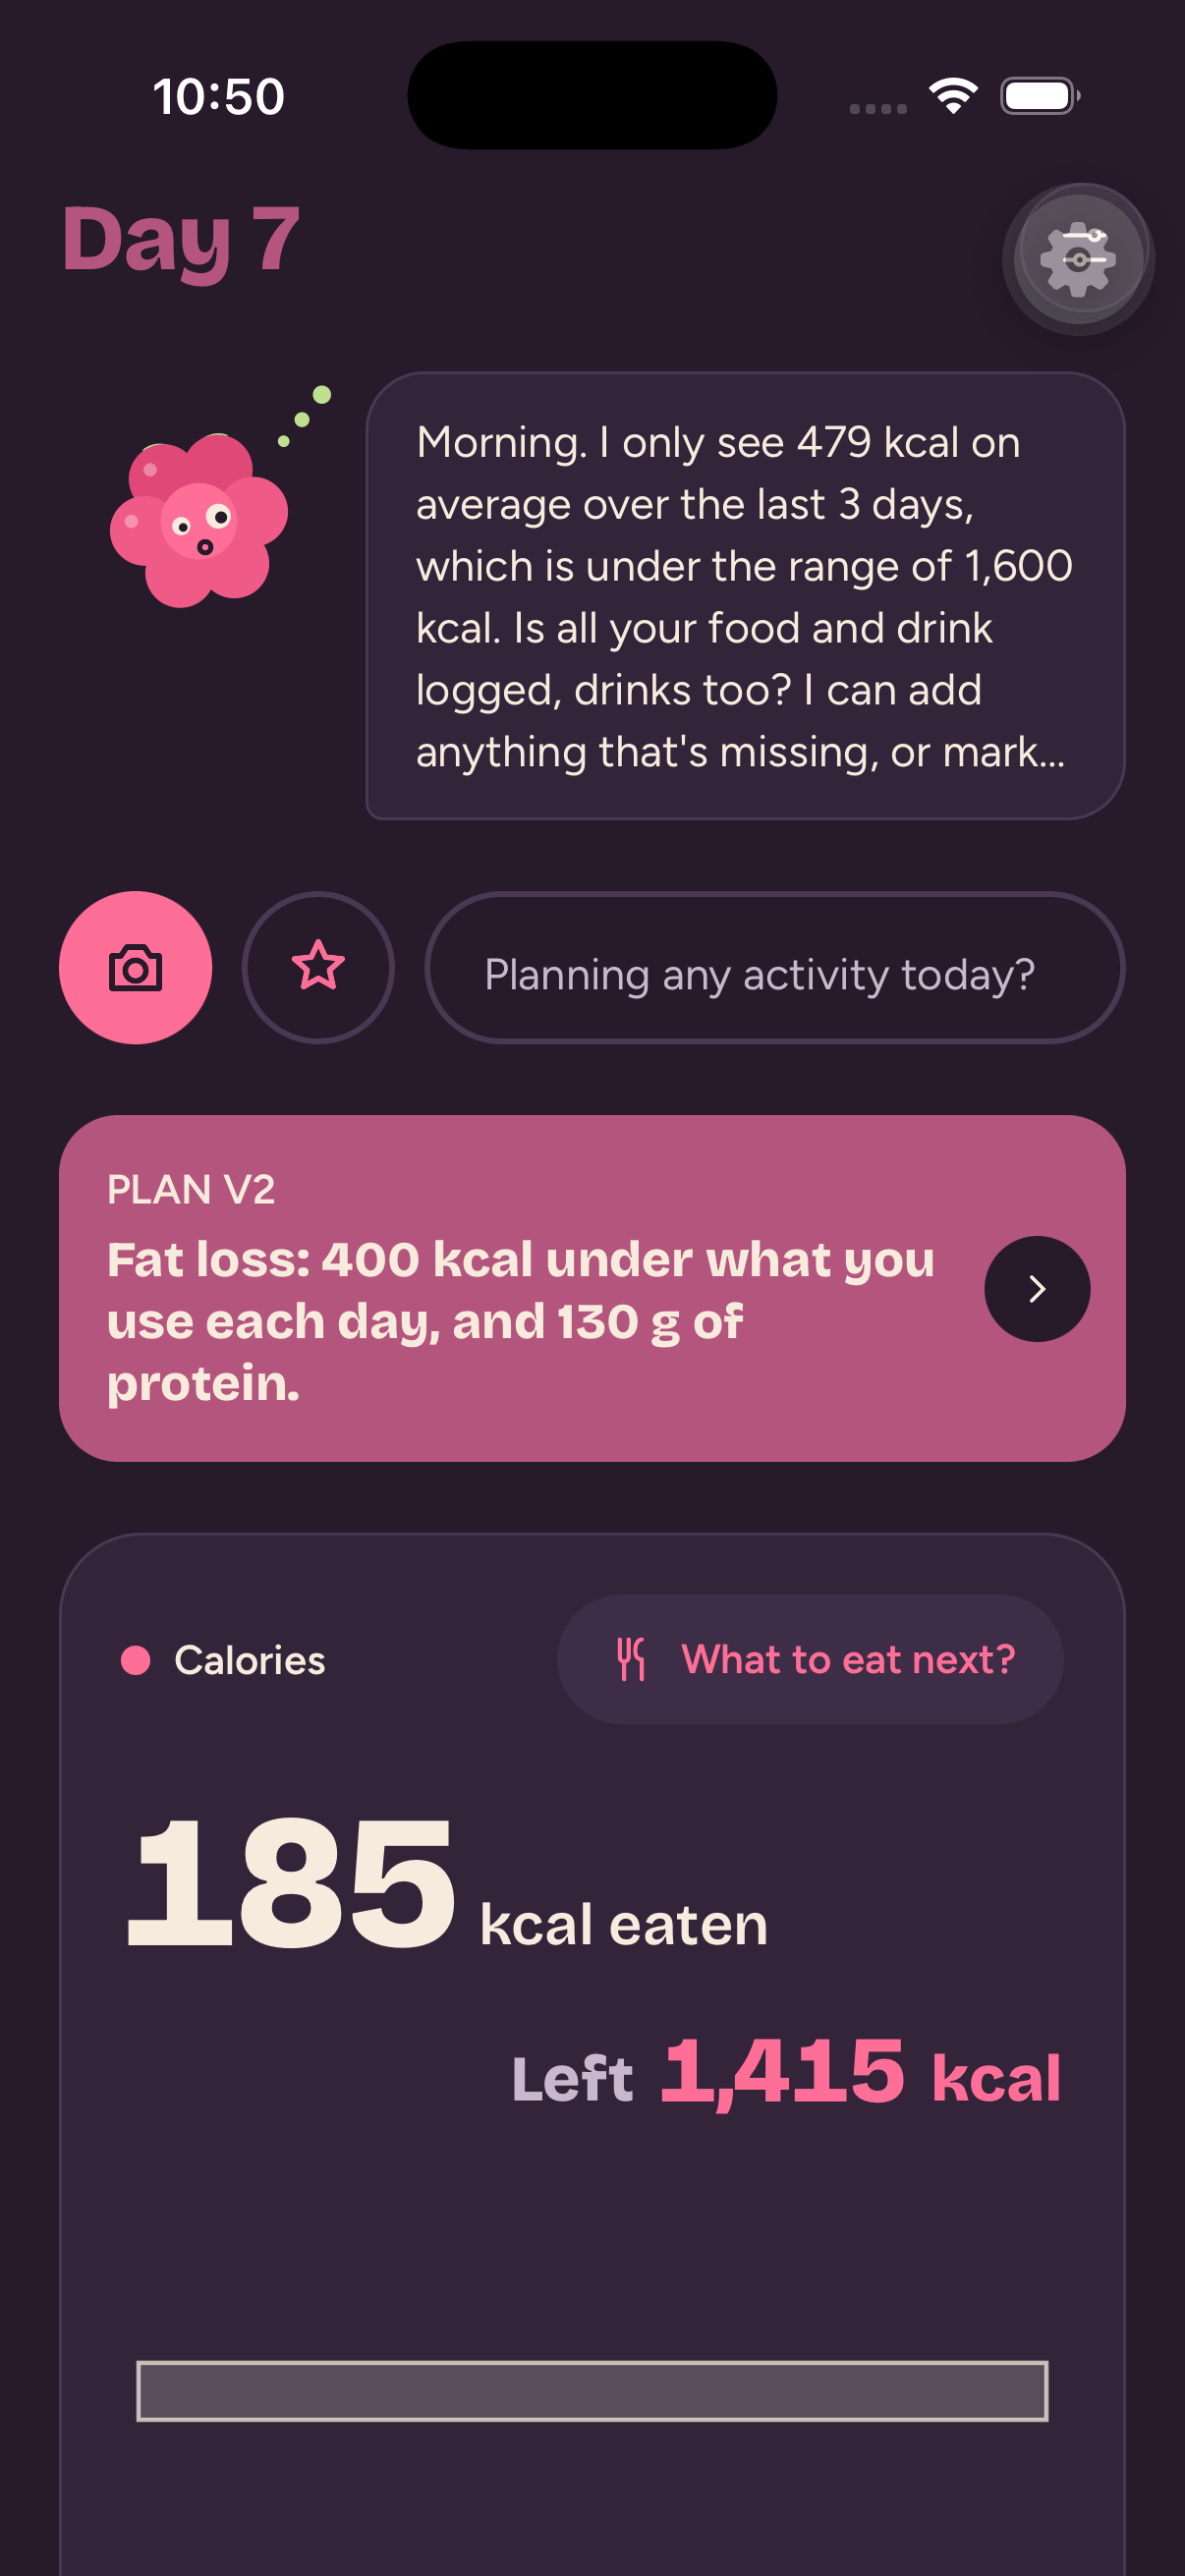 10:50
Day 7
Morning. I only see 479 kcal on
average over the last 3 days,
which is under the range of 1,600
kcal. Is all your food and drink
logged, drinks too? I can add
anything that's missing, or mark...
Planning any activity today?
PLAN V2
Fat loss: 400 kcal under what you
use each day, and 130 g of
protein.
Calories
What to eat next?
185 kcal eaten
Left 1,415 kcal